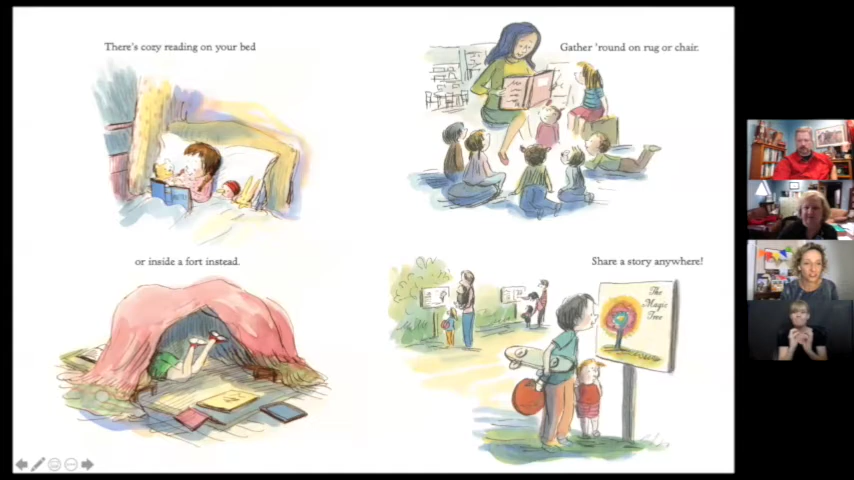 There's cozy reading on your bed
Gather 'round on rug or chair.
or inside a fort instead.
Share a story anywhere!
The
Magic
Tree